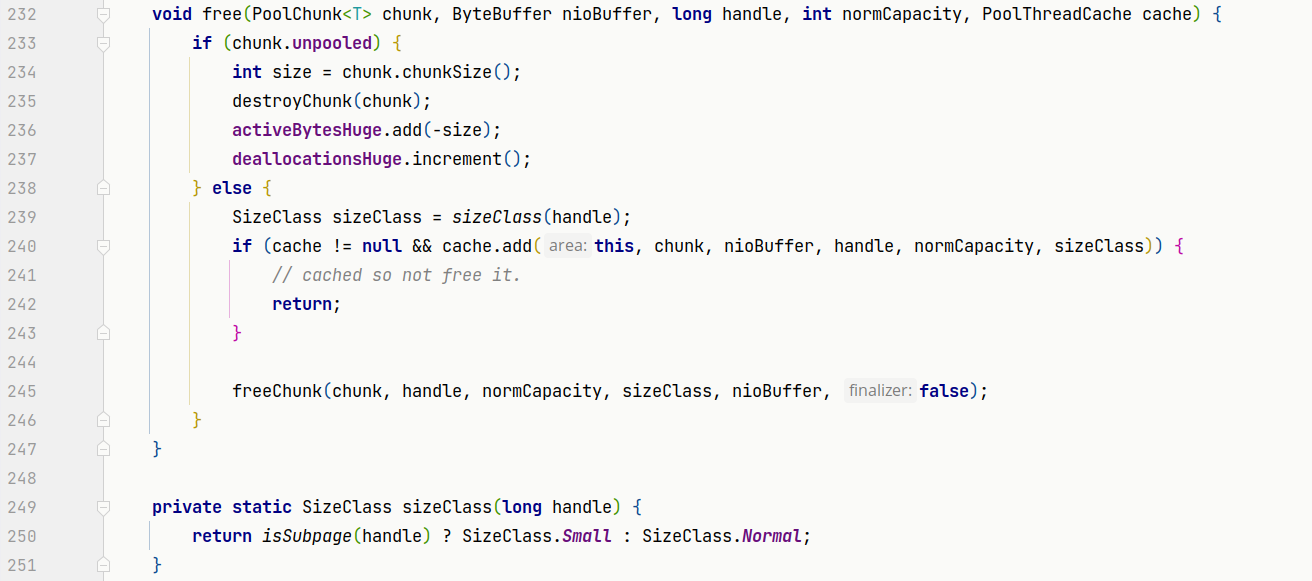 232 void free(PoolChunk<T> chunk, ByteBuffer nioBuffer, long handle, int normCapacity, PoolThreadCache cache) {
233 if (chunk.unpooled) {
234 int size = chunk.chunkSize();
235 destroyChunk(chunk);
236 activeBytesHuge.add(-size);
237 deallocationsHuge.increment();
238 } else {
239 SizeClass sizeClass = sizeClass(handle);
240 if (cache != null && cache.add( area: this, chunk, nioBuffer, handle, normCapacity, sizeClass)) {
241 // cached so not free it.
242 return;
243 }
244
245 freeChunk(chunk, handle, normCapacity, sizeClass, nioBuffer, finalizer: false);
246 }
247 }
248
249 private static SizeClass sizeClass(long handle) {
250 return isSubpage(handle) ? SizeClass.Small : SizeClass.Normal;
251 }